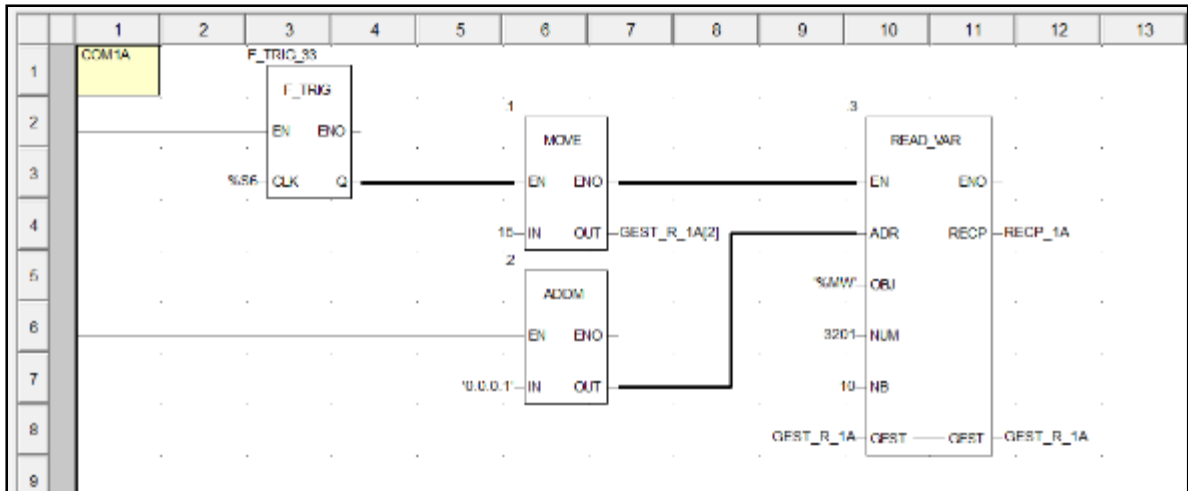 1 2 3 4 5 6 7 8 9 10 11 12 13
1 COM1A F_TRIG_33
F_TRIG
.1 .3
2 EN ENO MOVE READ_VAR
3 %S6 CLK Q EN ENO EN ENO
4 15 IN OUT GEST_R_1A[2] ADR RECP RECP_1A
.2
5 ADDM '%MW' OBJ
6 EN ENO 3201 NUM
7 '0.0.0.1' IN OUT 10 NB
8 GEST_R_1A GEST GEST GEST_R_1A
9